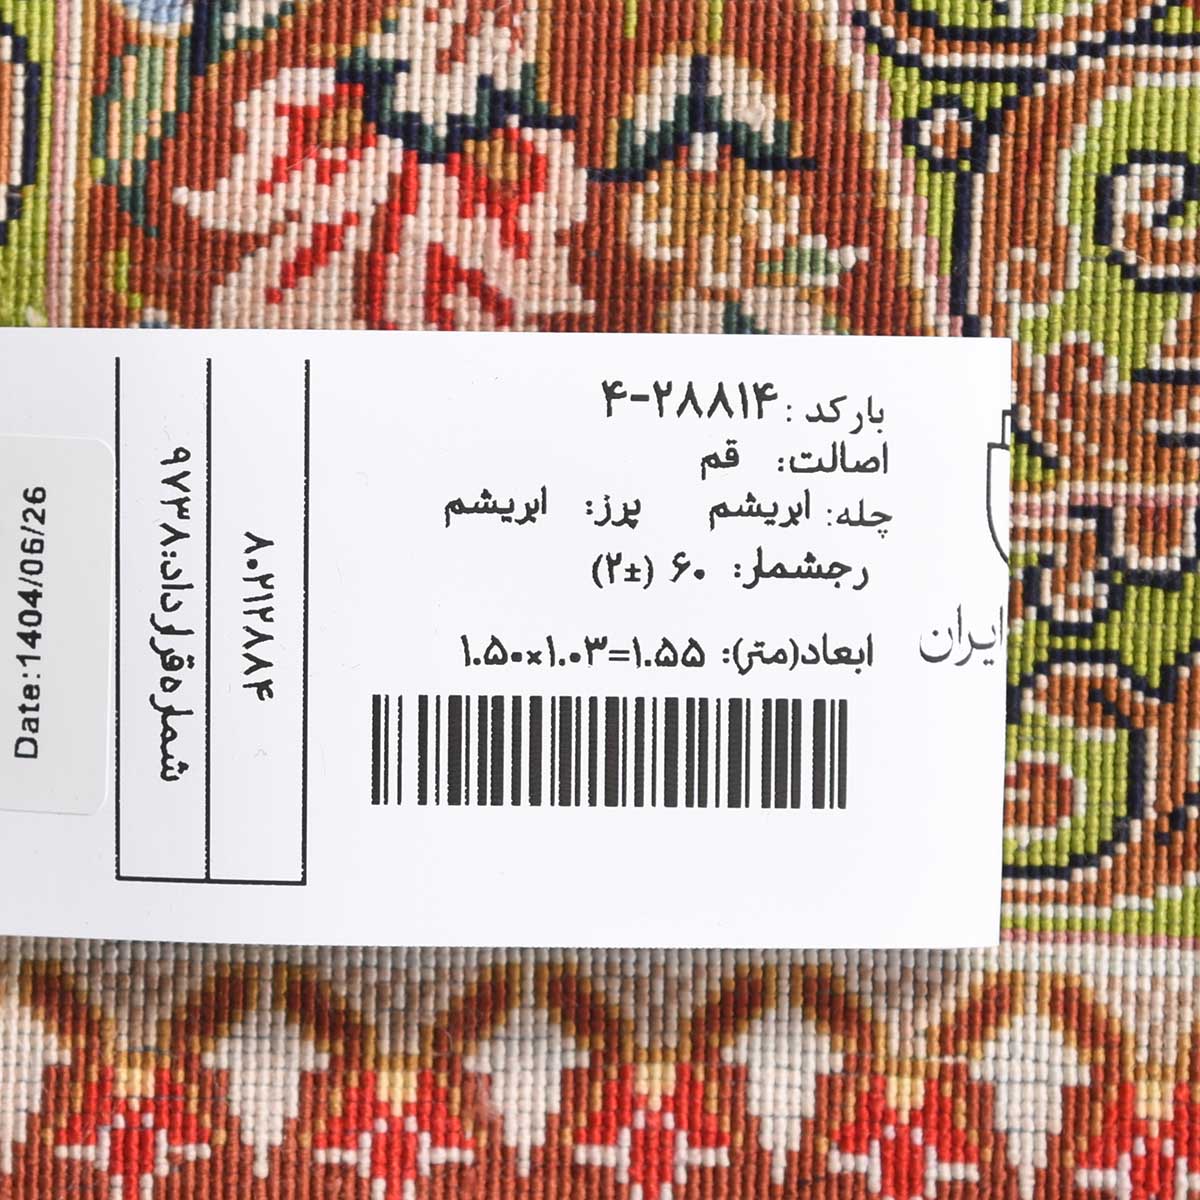 بارکد : ۲۸۸۱۴-۴
اصالت: قم
چله: ابریشم پرز: ابریشم
رجشمار: ۶۰ (±۲)
ابعاد(متر): ۱.۵۰×۱.۰۳=۱.۵۵
ایران
۸۰۲۱۲۸۸۴
شماره قرارداد: ۹۷۳۸
Date:1404/06/26